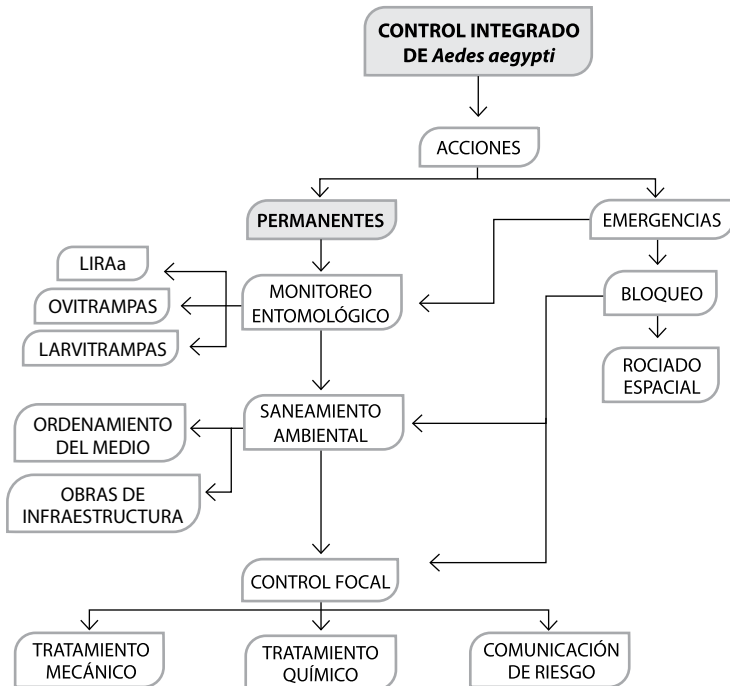 CONTROL INTEGRADO
DE Aedes aegypti
ACCIONES
PERMANENTES
EMERGENCIAS
LIRAa
OVITRAMPAS
LARVITRAMPAS
MONITOREO
ENTOMOLÓGICO
BLOQUEO
ROCIADO
ESPACIAL
ORDENAMIENTO
DEL MEDIO
SANEAMIENTO
AMBIENTAL
OBRAS DE
INFRAESTRUCTURA
CONTROL FOCAL
TRATAMIENTO
MECÁNICO
TRATAMIENTO
QUÍMICO
COMUNICACIÓN
DE RIESGO